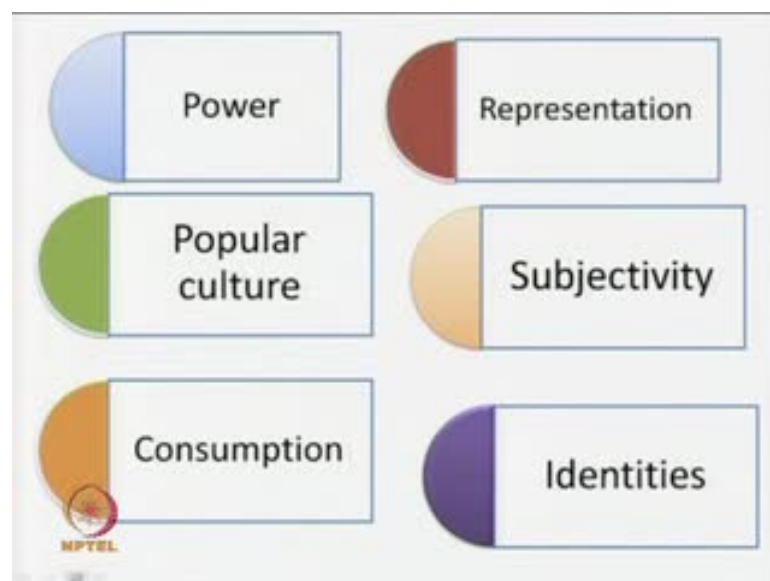 Power
Representation
Popular
culture
Subjectivity
Consumption
Identities
NPTEL